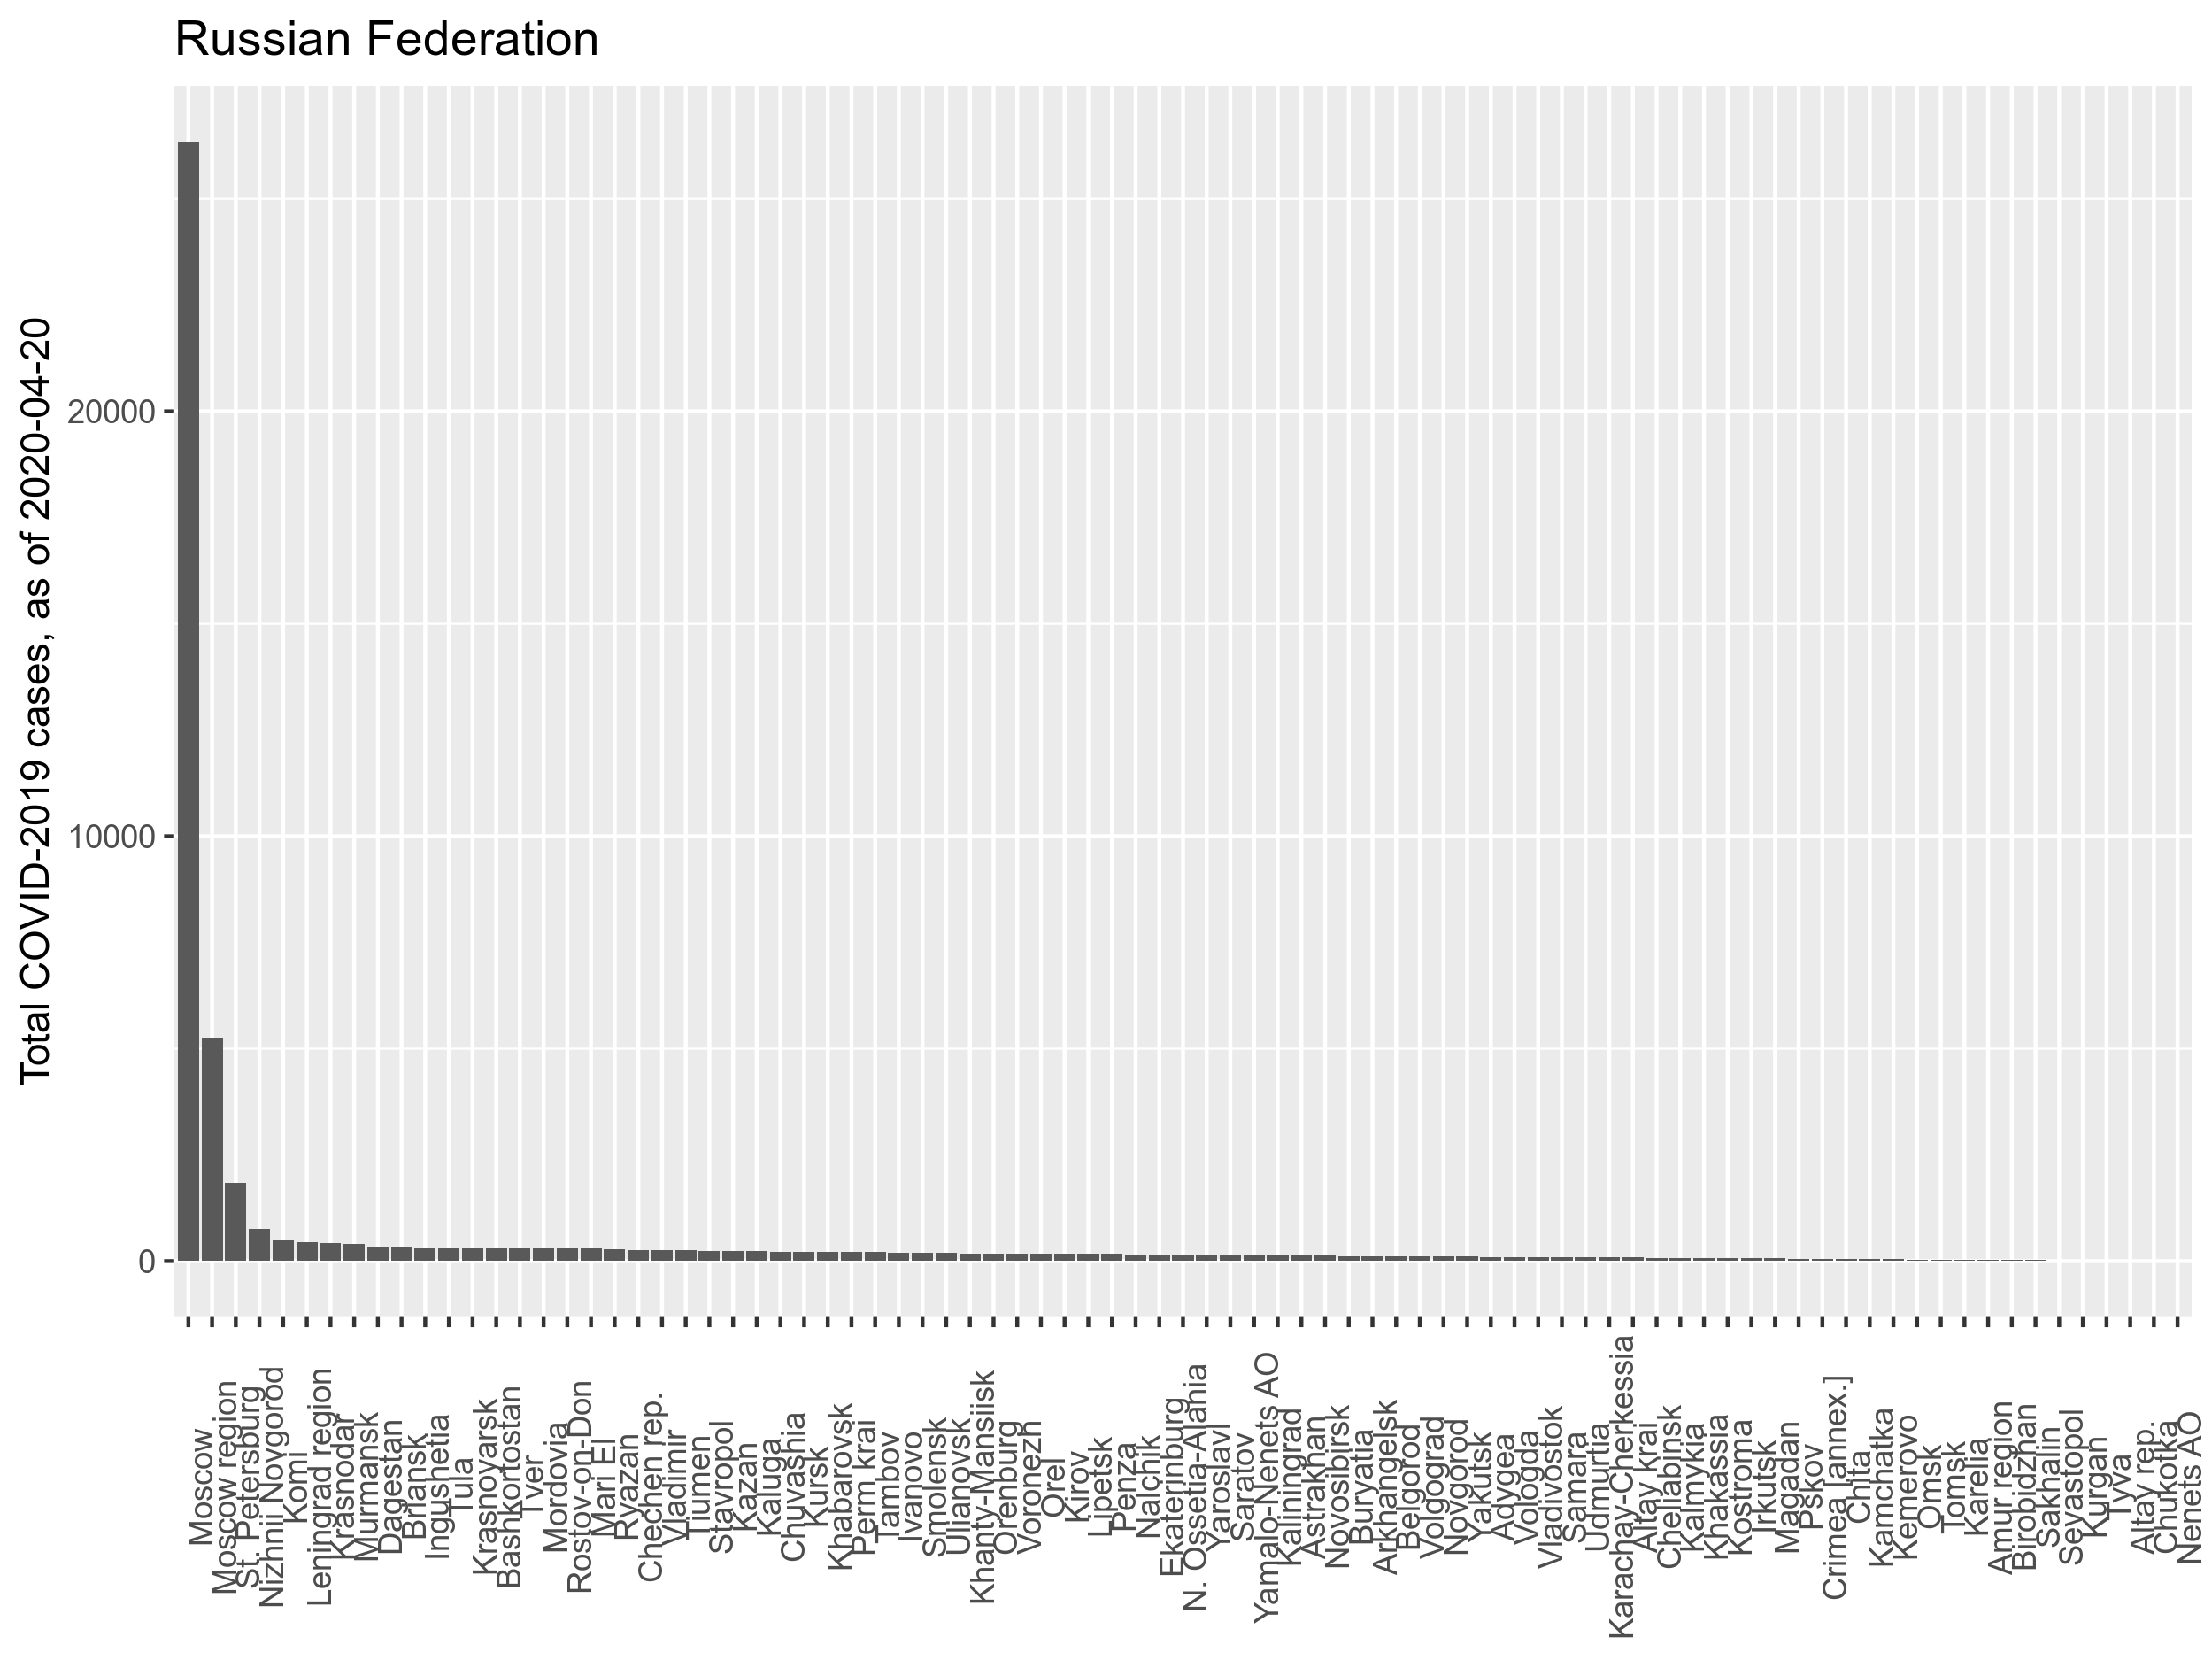 Russian Federation
Total COVID-2019 cases, as of 2020-04-20
20000
10000
0
Moscow
Moscow region
St. Petersburg
Nizhnii Novgorod
Komi
Leningrad region
Krasnodar
Murmansk
Dagestan
Briansk
Ingushetia
Tula
Krasnoyarsk
Bashkortostan
Tver
Mordovia
Rostov-on-Don
Mari El
Ryazan
Chechen rep.
Vladimir
Tiumen
Stavropol
Kazan
Kaluga
Chuvashia
Kursk
Khabarovsk
Perm krai
Tambov
Ivanovo
Smolensk
Ulianovsk
Khanty-Mansiisk
Orenburg
Voronezh
Orel
Kirov
Lipetsk
Penza
Nalchik
Ekaterinburg
N. Ossetia-Alania
Yaroslavl
Saratov
Yamalo-Nenets AO
Kaliningrad
Astrakhan
Novosibirsk
Buryatia
Arkhangelsk
Belgorod
Voldograd
Novgorod
Yakutsk
Adygea
Vologda
Vladivostok
Samara
Udmurtia
Karachay-Cherkessia
Altay krai
Cheliabinsk
Kalmykia
Khakassia
Kostroma
Irkutsk
Magadan
Pskov
Crimea [annex.]
Chita
Kamchatka
Kemerovo
Omsk
Tomsk
Karelia
Amur region
Birobidzhan
Sakhalin
Sevastopol
Kurgan
Tyva
Altay rep.
Chukotka
Nenets AO